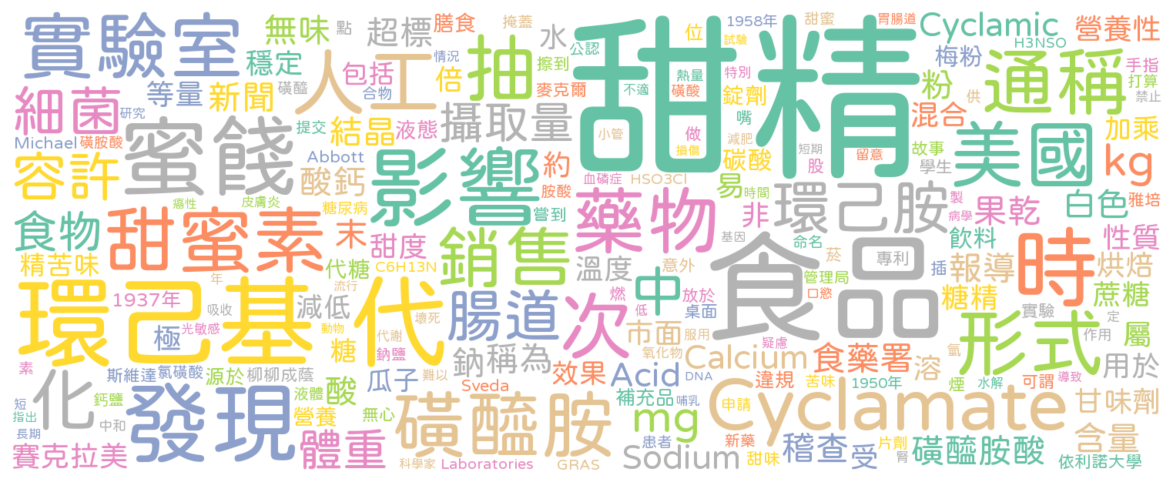 實驗室
無味
點
超標
膳食
水
掩蓋
甜蜜
公認
甜精
1958年
試驗
位
胃腸道
Cyclamic
H3NSO
營養性
穩定
人工
情況
抽
擦到
熱量
特別
梅粉
通稱
手指
打算
禁止
細菌
等量
新聞
磺醯
包括
合物
倍
麥克爾
不適
磺酸
錠劑
粉
供
混合
加乘
Michael
磺胺酸
研究
蜜餞
提交
結晶
液態
攝取量
小管
損傷
做
減肥
嘴
碳酸
短期
股
留意
故事
學生
美國
kg
容許
Abbott
酸鈣
影響
約
胺酸
血磷症
HSO3Cl
易
時間
環己胺
製
病學
果乾
白色
雅培
食物
甜蜜素
癌性
皮膚炎
糖尿病
末
甜度
嘗到
銷售
藥物
非
基因
命名
菸
專利
飲料
時
性質
精苦味
代糖
C6H13N
流行
溫度
中
意外
食品
管理局
口慾
插
報導
烘焙
環己基
1937年
年
吸收
減低
代
腸道
次
燃
低
放於
桌面
糖精
實驗
蔗糖
極
光敏感
動物
糖
壞死
代謝
鈉
稱為
市面
服用
氧化物
疑慮
形式
定
作用
屬
素
化
斯維達
氯磺酸
源於
柳柳成蔭
鈉鹽
難以
瓜子
Sveda
效果
Acid
DNA
Calcium
違規
食藥署
苦味
1950年
溶
氫
煙
水解
可謂
導致
用於
短
指出
長期
鈣鹽
中和
發現
液體
營養
酸
無心
磺醯胺
補充品
哺乳
mg
申請
Cyclamate
甘味劑
賽克拉美
體重
科學家
Laboratories
GRAS
患者
Sodium
新藥
甜味
稽查
受
片劑
腎
磺醯胺酸
含量
依利諾大學